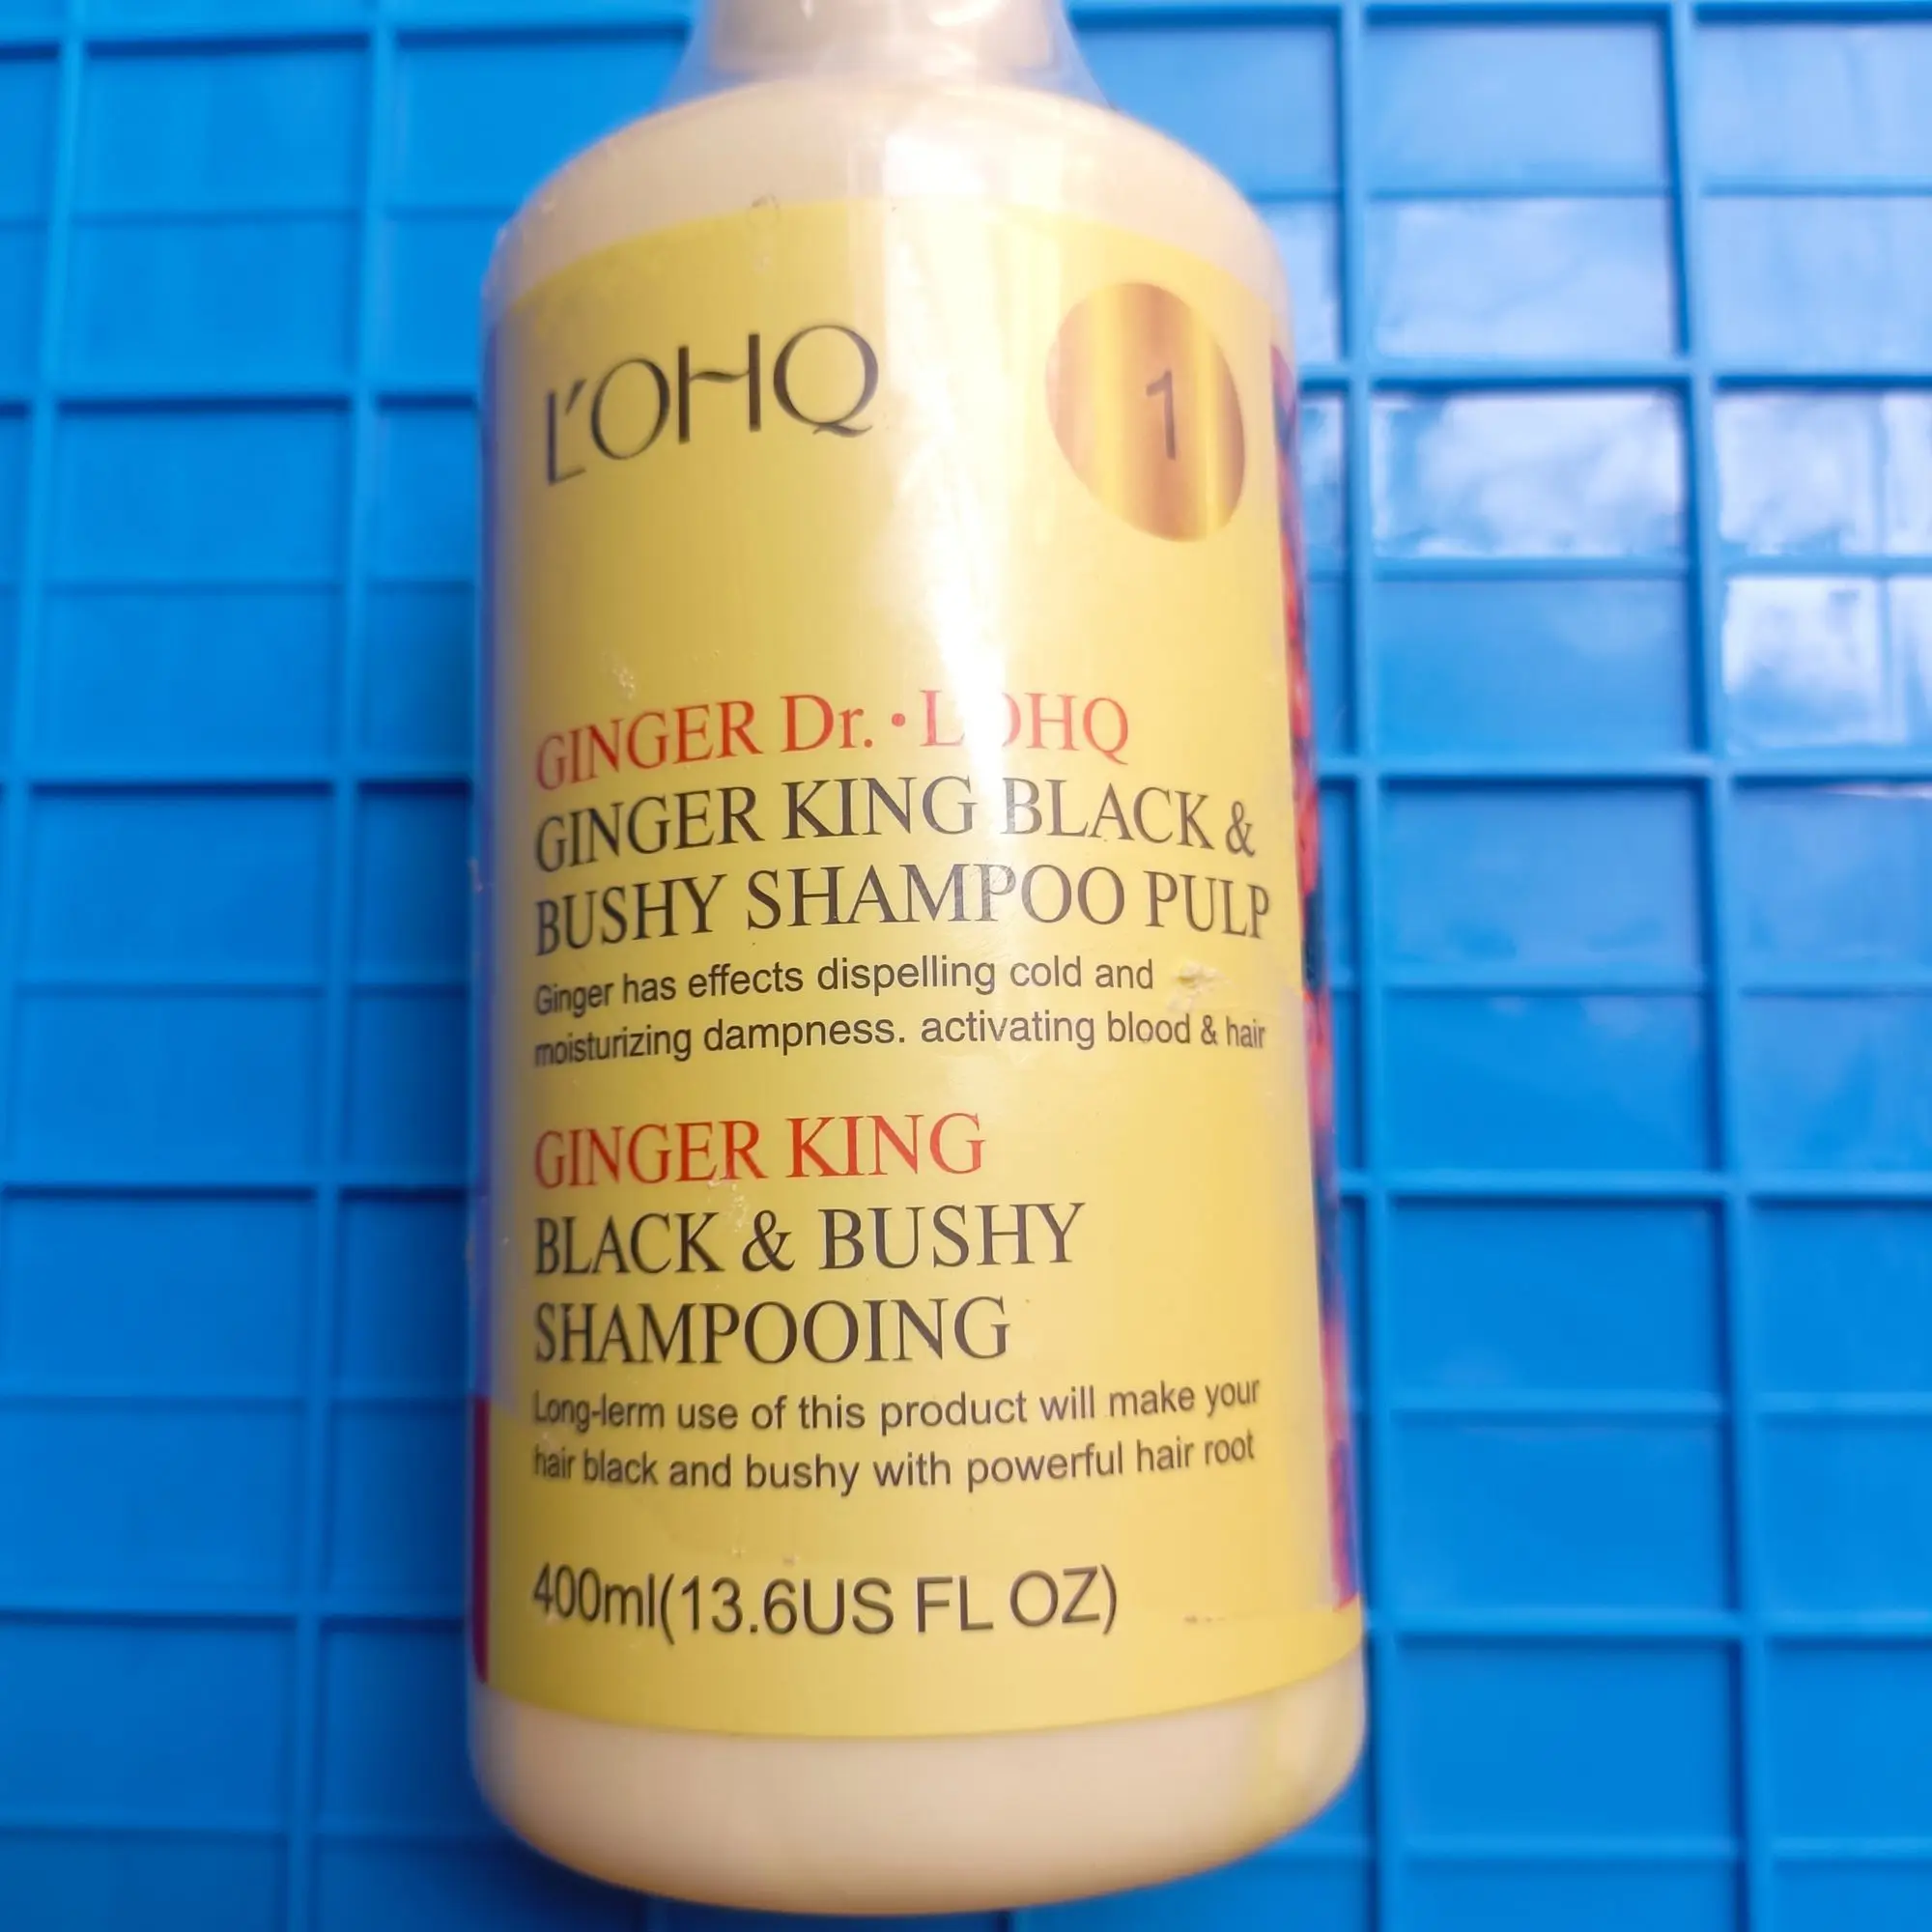 L'OHQ
1
GINGER Dr. · L'OHQ
GINGER KING BLACK &
BUSHY SHAMPOO PULP
Ginger has effects dispelling cold and
moisturizing dampness. activating blood & hair
GINGER KING
BLACK & BUSHY
SHAMPOOING
Long-lerm use of this product will make your
hair black and bushy with powerful hair root
400ml(13.6US FL OZ)